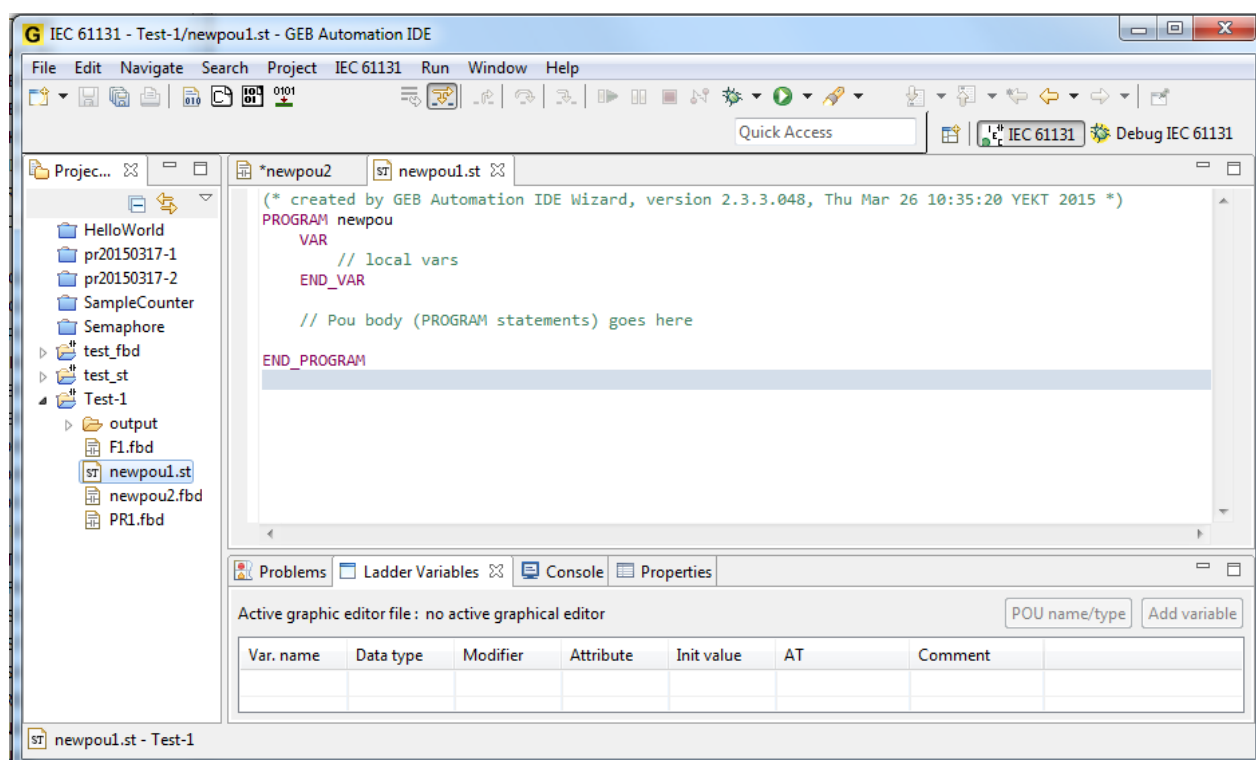 G IEC 61131 - Test-1/newpou1.st - GEB Automation IDE
File Edit Navigate Search Project IEC 61131 Run Window Help
Quick Access IEC 61131 Debug IEC 61131
Projec... *newpou2 ST newpou1.st
(* created by GEB Automation IDE Wizard, version 2.3.3.048, Thu Mar 26 10:35:20 YEKT 2015 *)
PROGRAM newpou
VAR
// local vars
END_VAR
// Pou body (PROGRAM statements) goes here
END_PROGRAM
HelloWorld
pr20150317-1
pr20150317-2
SampleCounter
Semaphore
test_fbd
test_st
Test-1
output
F1.fbd
ST newpou1.st
newpou2.fbd
PR1.fbd
Problems Ladder Variables Console Properties
Active graphic editor file : no active graphical editor POU name/type Add variable
Var. name Data type Modifier Attribute Init value AT Comment
ST newpou1.st - Test-1